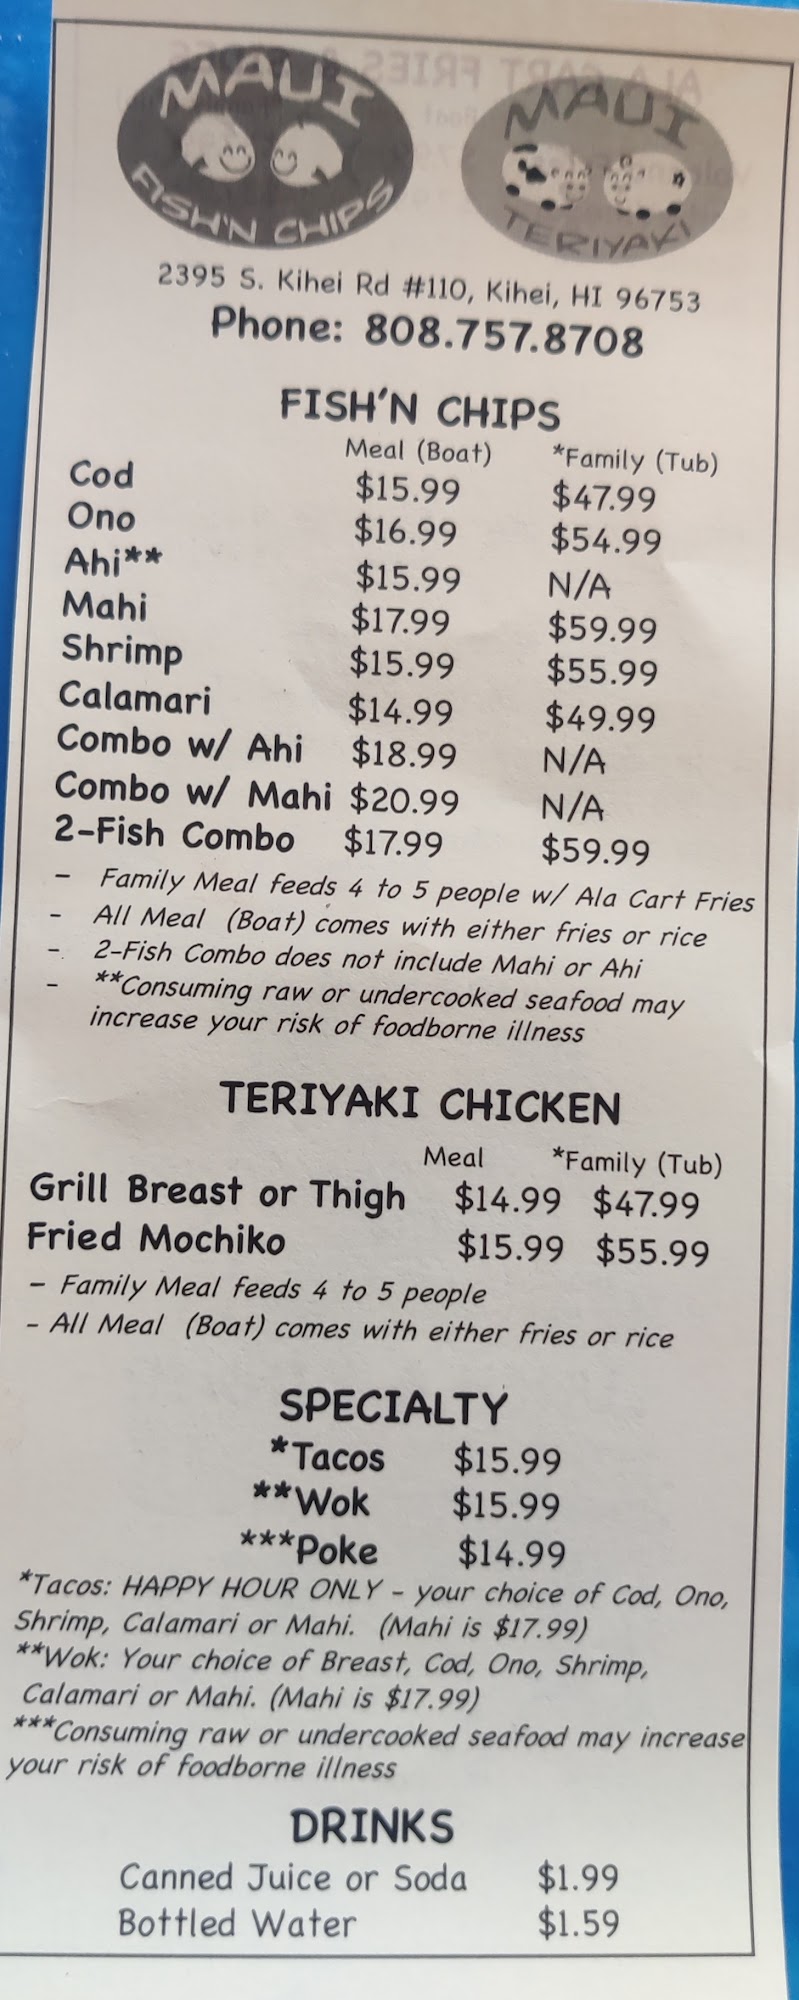 MAUI
FISH'N CHIPS
MAUI
TERIYAKI
2395 S. Kihei Rd #110, Kihei, HI 96753
Phone: 808.757.8708
FISH'N CHIPS
Meal (Boat) *Family (Tub)
Cod $15.99 $47.99
Ono $16.99 $54.99
Ahi** $15.99 N/A
Mahi $17.99 $59.99
Shrimp $15.99 $55.99
Calamari $14.99 $49.99
Combo w/ Ahi $18.99 N/A
Combo w/ Mahi $20.99 N/A
2-Fish Combo $17.99 $59.99
- Family Meal feeds 4 to 5 people w/ Ala Cart Fries
- All Meal (Boat) comes with either fries or rice
- 2-Fish Combo does not include Mahi or Ahi
- **Consuming raw or undercooked seafood may
increase your risk of foodborne illness
TERIYAKI CHICKEN
Meal *Family (Tub)
Grill Breast or Thigh $14.99 $47.99
Fried Mochiko $15.99 $55.99
- Family Meal feeds 4 to 5 people
- All Meal (Boat) comes with either fries or rice
SPECIALTY
*Tacos $15.99
**Wok $15.99
***Poke $14.99
*Tacos: HAPPY HOUR ONLY - your choice of Cod, Ono,
Shrimp, Calamari or Mahi. (Mahi is $17.99)
**Wok: Your choice of Breast, Cod, Ono, Shrimp,
Calamari or Mahi. (Mahi is $17.99)
***Consuming raw or undercooked seafood may increase
your risk of foodborne illness
DRINKS
Canned Juice or Soda $1.99
Bottled Water $1.59